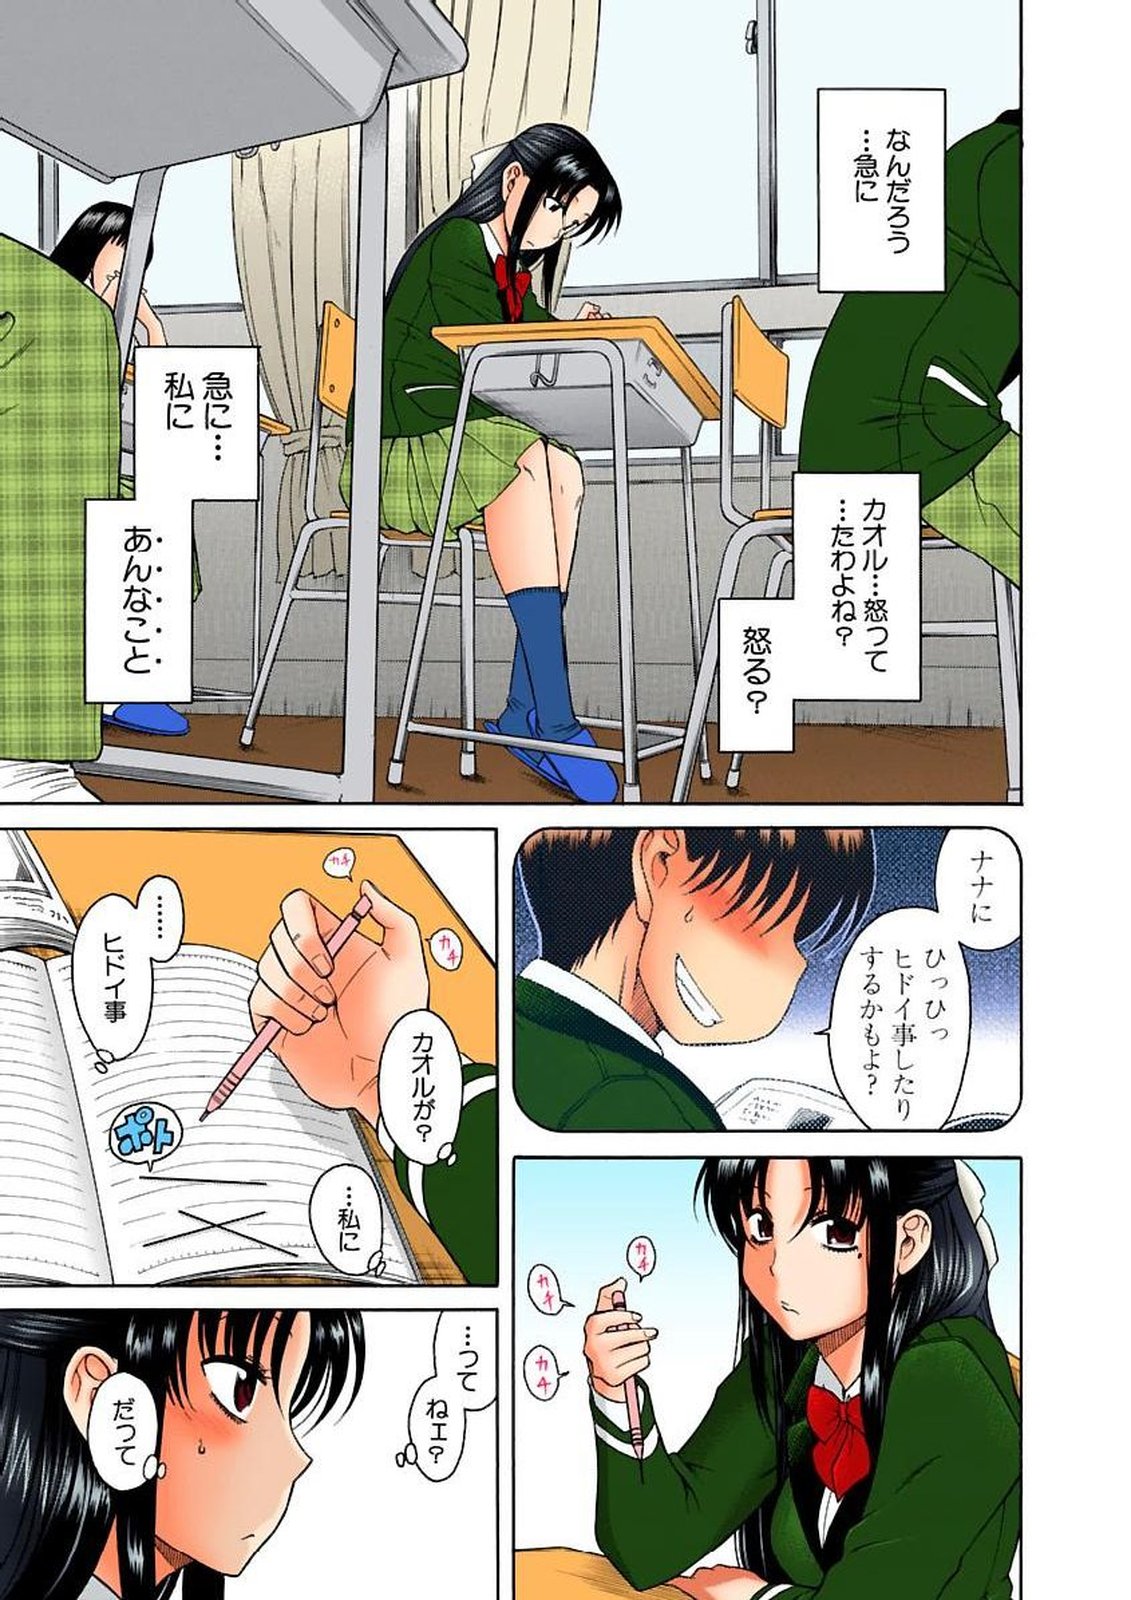 なんだろう
…急に
カオル…怒って
…たわよね?
怒る?
急に…
私に
あんなこと
ナナに
ひっひっ
ヒドイ事したり
するかもよ?
カチ
カチ
カオルが?
…私に
……
ヒドイ事
ポト
カチ
カチ
カチ
…って
ねェ?
だって